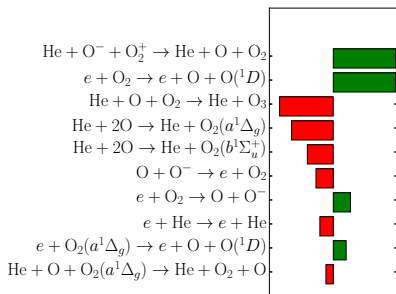 He + O⁻ + O₂⁺ → He + O + O₂
e + O₂ → e + O + O(¹D)
He + O + O₂ → He + O₃
He + 2O → He + O₂(a¹Δg)
He + 2O → He + O₂(b¹Σu⁺)
O + O⁻ → e + O₂
e + O₂ → O + O⁻
e + He → e + He
e + O₂(a¹Δg) → e + O + O(¹D)
He + O + O₂(a¹Δg) → He + O₂ + O